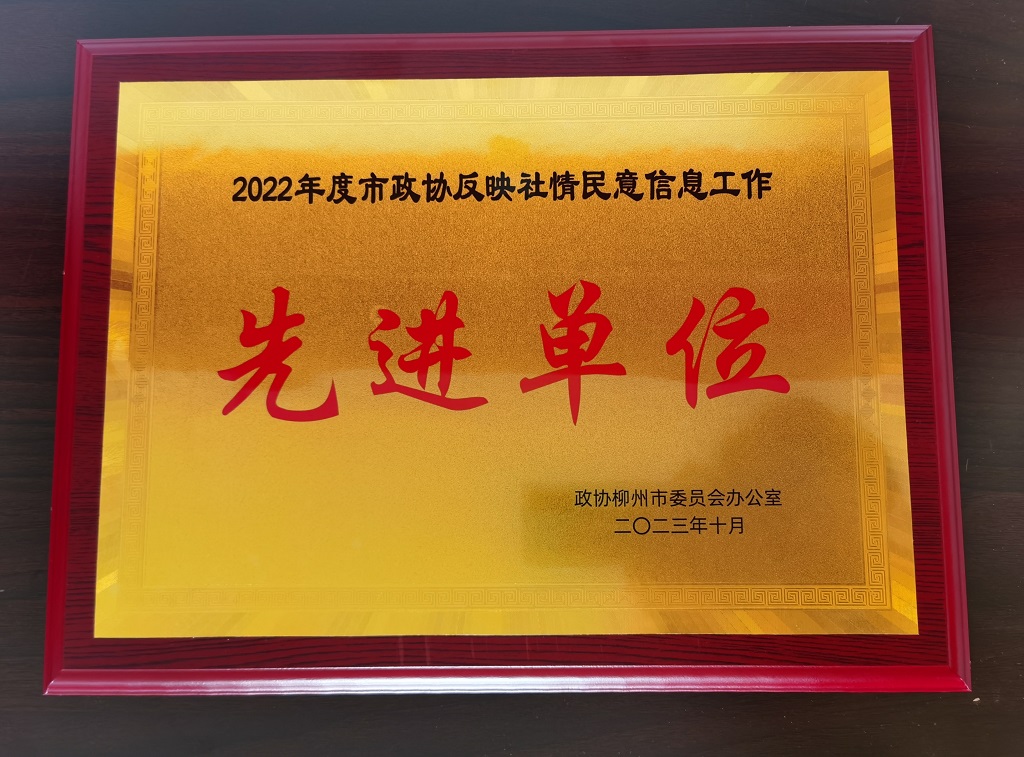 2022年度市政协反映社情民意信息工作
先进单位
政协柳州市委员会办公室
二〇二三年十月